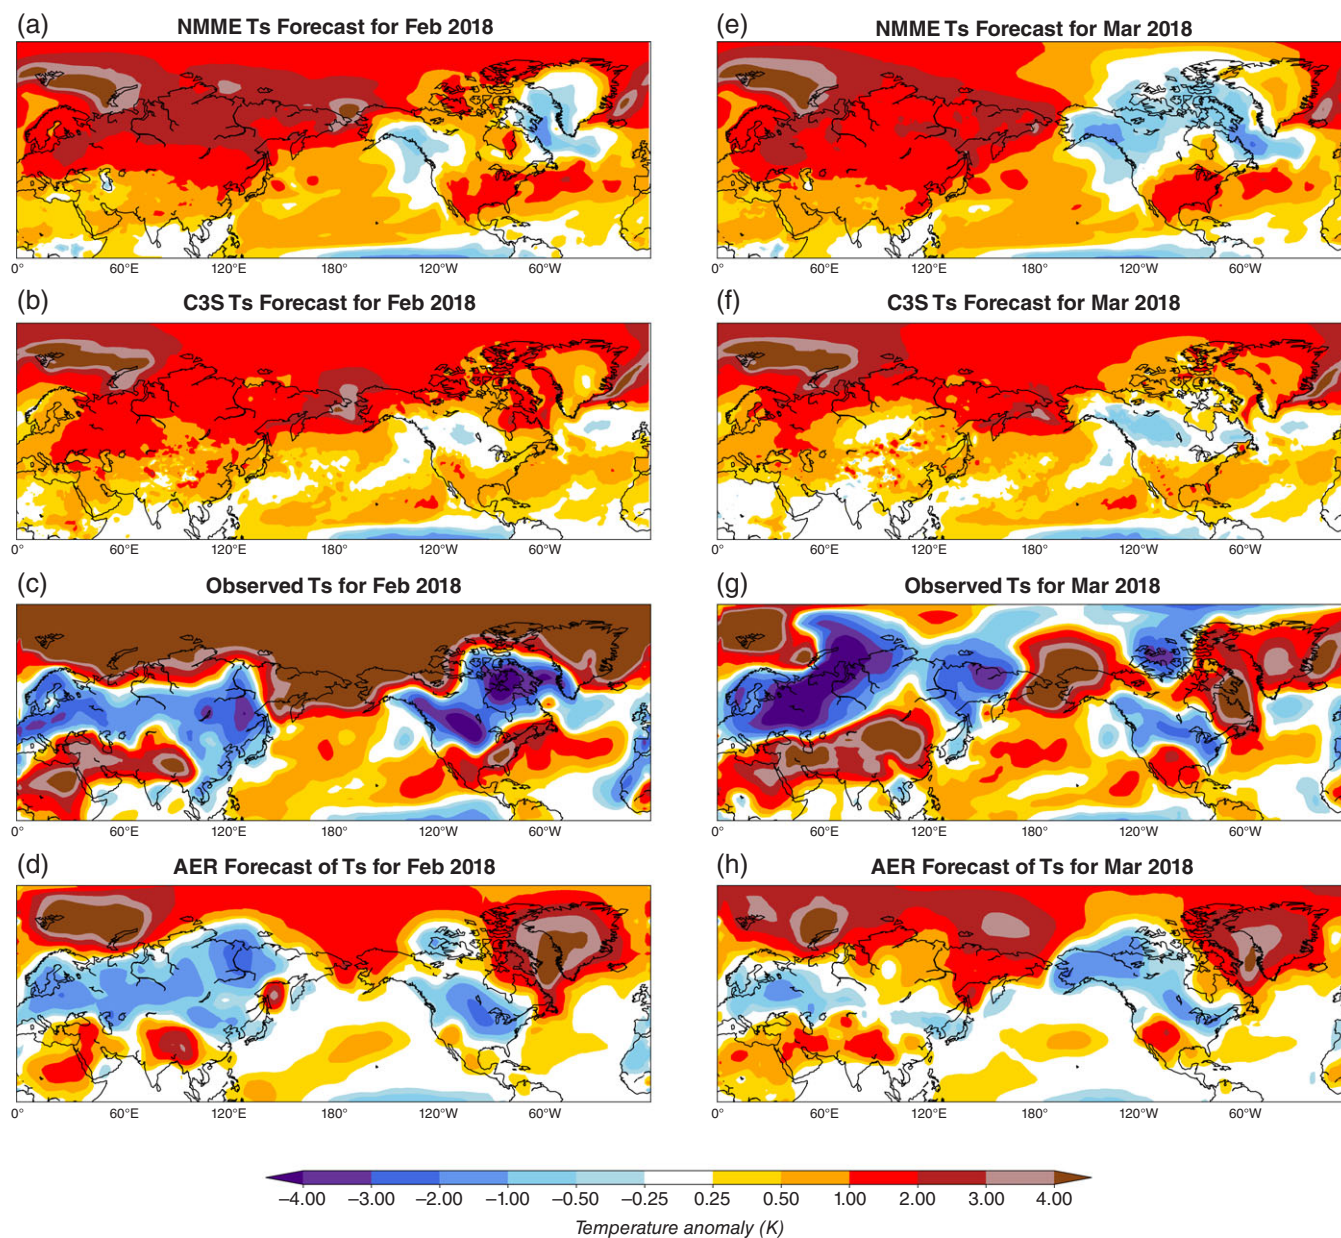 (a)
NMME Ts Forecast for Feb 2018
0° 60°E 120°E 180° 120°W 60°W
(e)
NMME Ts Forecast for Mar 2018
0° 60°E 120°E 180° 120°W 60°W
(b)
C3S Ts Forecast for Feb 2018
0° 60°E 120°E 180° 120°W 60°W
(f)
C3S Ts Forecast for Mar 2018
0° 60°E 120°E 180° 120°W 60°W
(c)
Observed Ts for Feb 2018
0° 60°E 120°E 180° 120°W 60°W
(g)
Observed Ts for Mar 2018
0° 60°E 120°E 180° 120°W 60°W
(d)
AER Forecast of Ts for Feb 2018
0° 60°E 120°E 180° 120°W 60°W
(h)
AER Forecast of Ts for Mar 2018
0° 60°E 120°E 180° 120°W 60°W
−4.00 −3.00 −2.00 −1.00 −0.50 −0.25 0.25 0.50 1.00 2.00 3.00 4.00
Temperature anomaly (K)